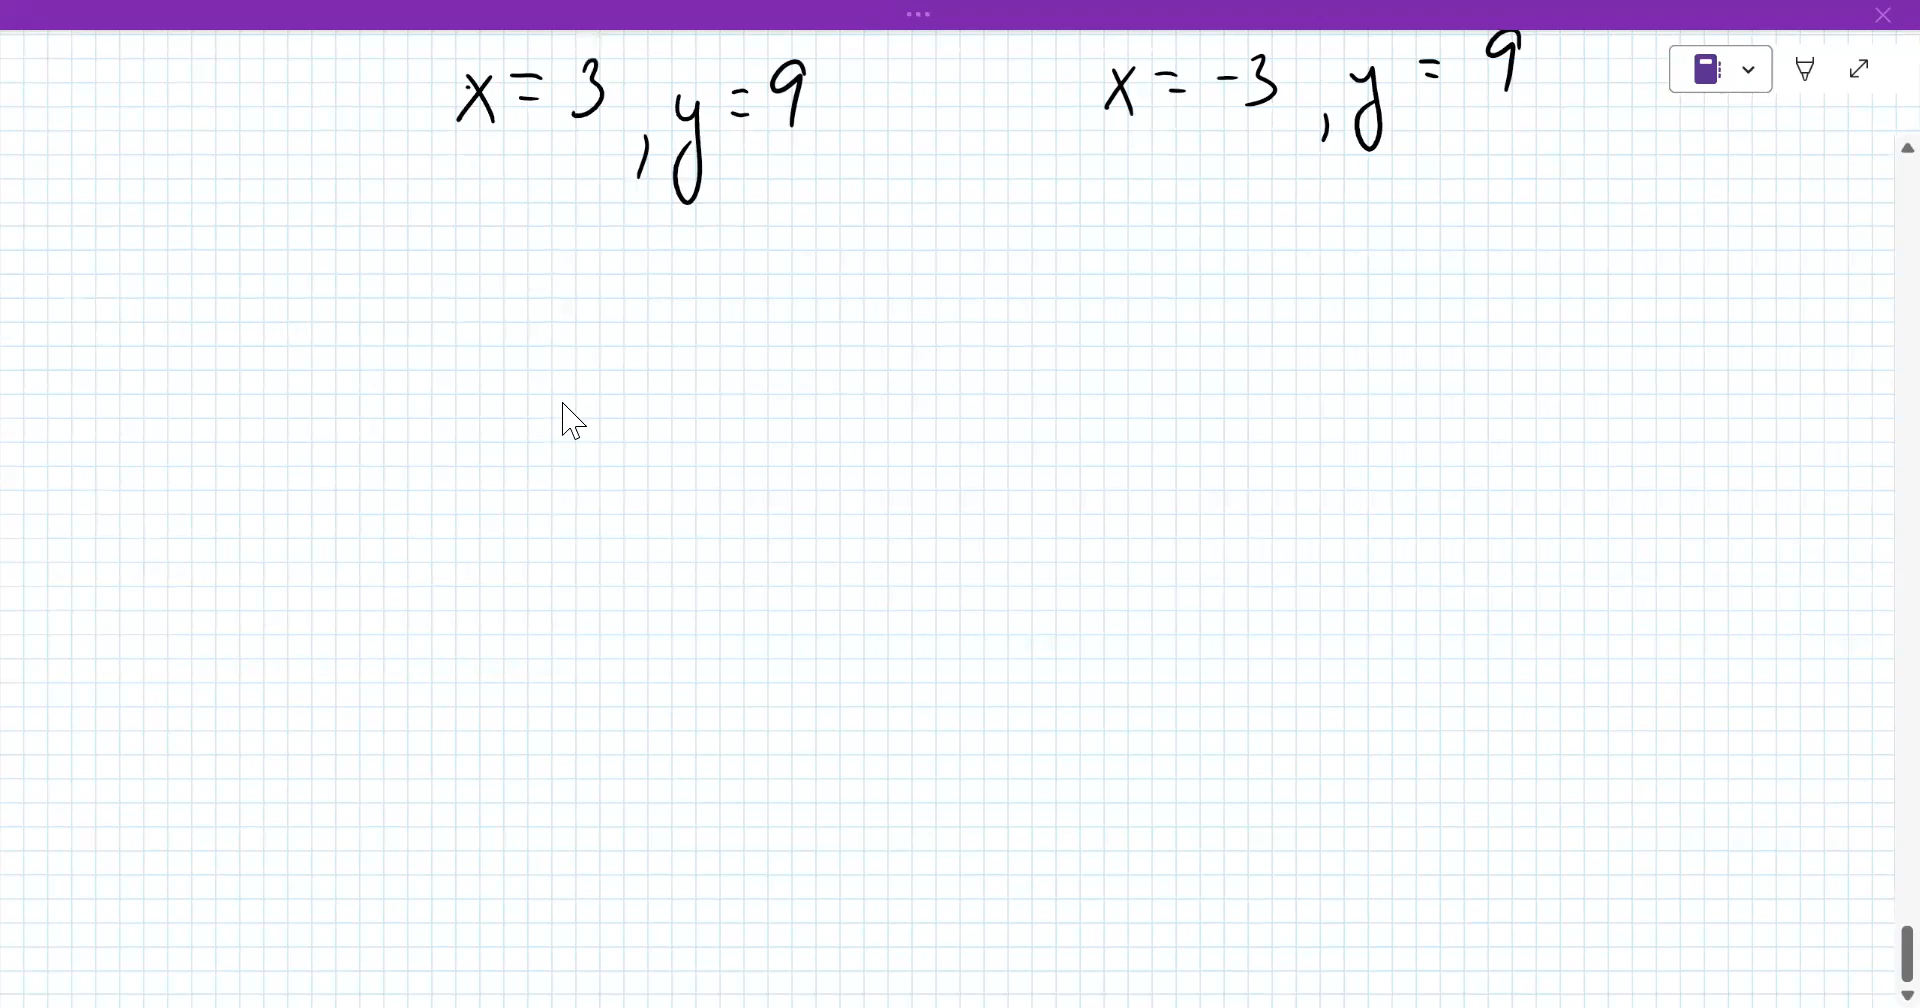 x = 3 , y = 9
x = -3 , y = 9